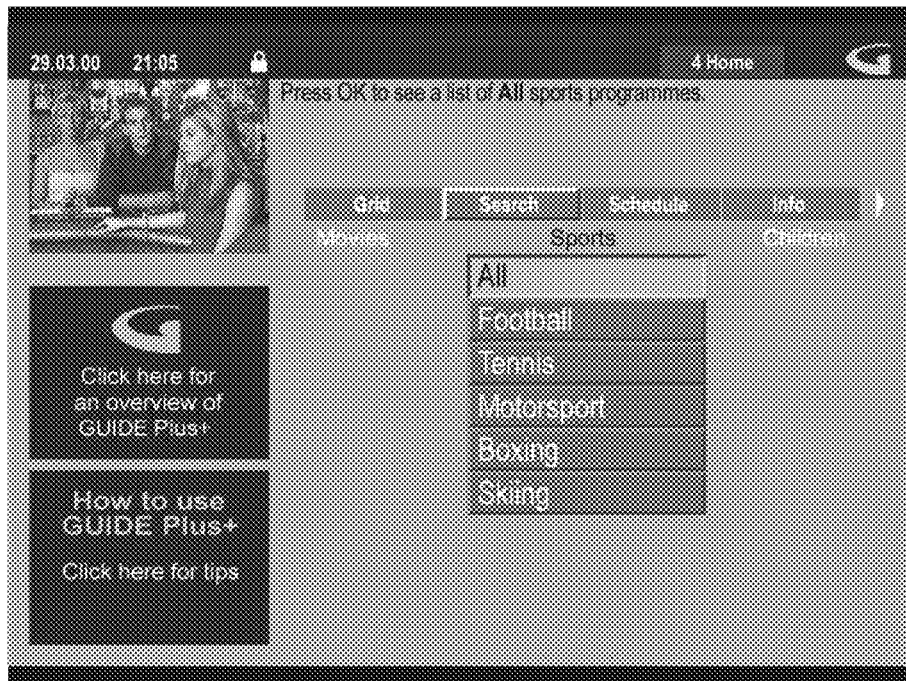 29.03.00 21:05 4 Home
Press OK to see a list of All sports programmes.
Grid Search Schedule Info
Movies Sports Children
All
Football
Tennis
Motorsport
Boxing
Skiing
Click here for
an overview of
GUIDE Plus+
How to use
GUIDE Plus+
Click here for tips